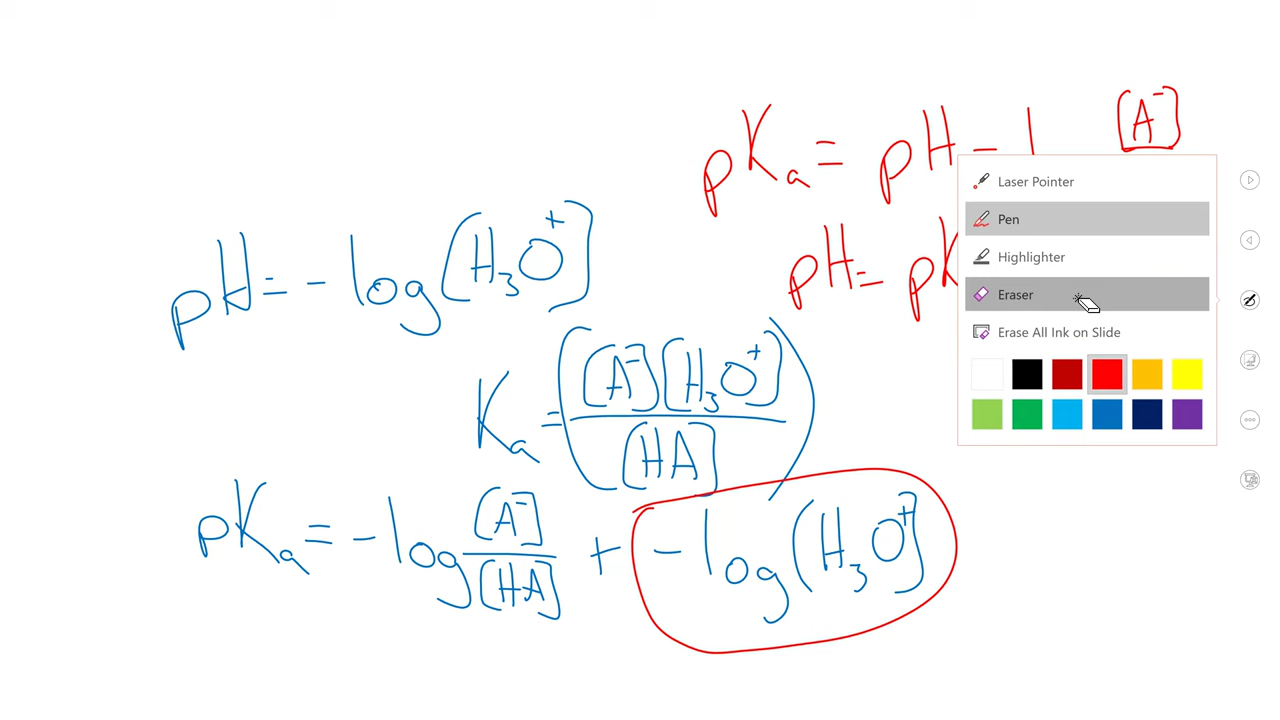 pKₐ = pH - l [A⁻]
pH = pK
pH = - log [H₃O⁺]
Kₐ = ([A⁻][H₃O⁺] / [HA])
pKₐ = - log [A⁻] / [HA] + - log [H₃O⁺]
Laser Pointer
Pen
Highlighter
Eraser
Erase All Ink on Slide